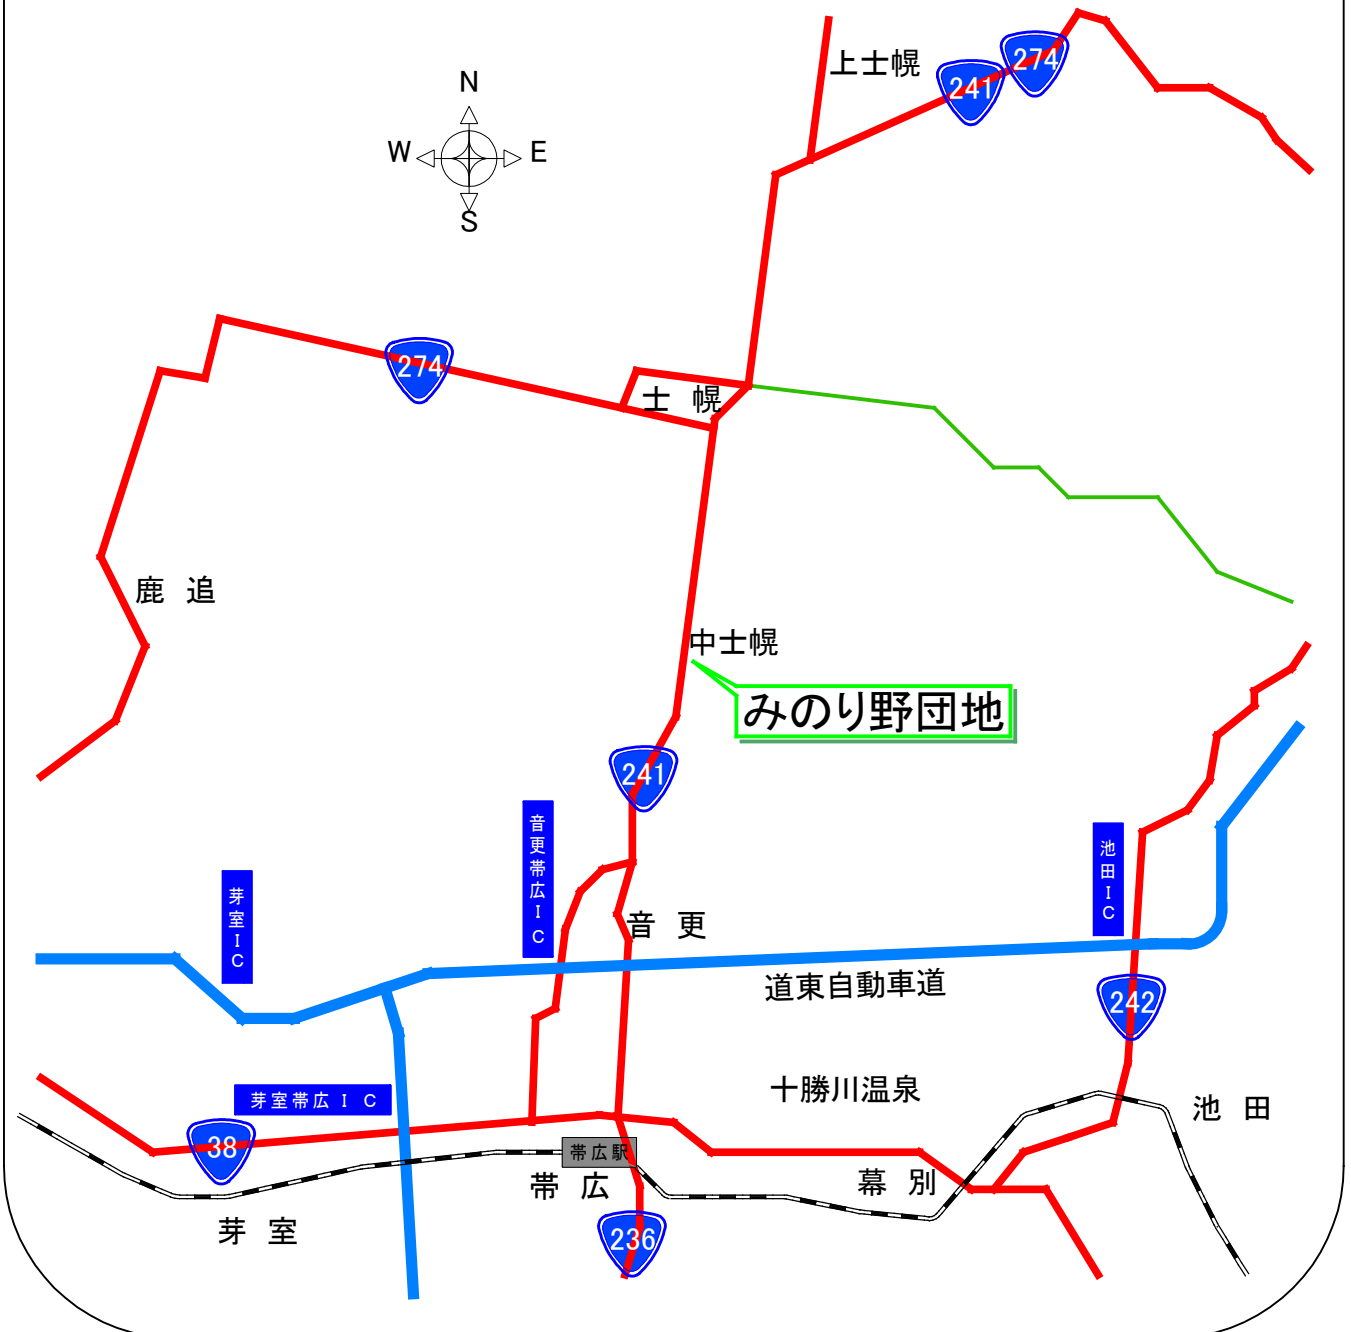 上士幌
274
241
N
W
E
S
274
士 幌
鹿 追
中士幌
みのり野団地
241
音更帯広IC
池田IC
芽室IC
音 更
道東自動車道
242
芽室帯広 I C
十勝川温泉
池 田
38
帯広駅
帯 広
幕 別
芽 室
236